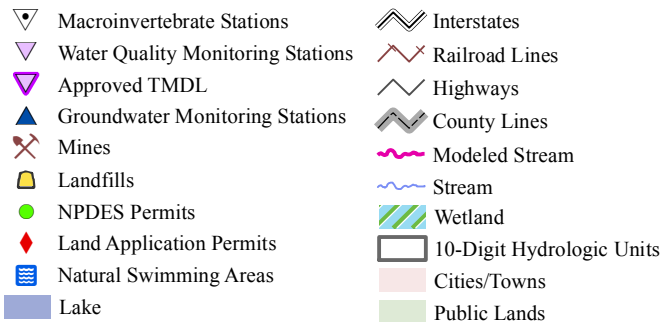 Macroinvertebrate Stations
Water Quality Monitoring Stations
Approved TMDL
Groundwater Monitoring Stations
Mines
Landfills
NPDES Permits
Land Application Permits
Natural Swimming Areas
Lake
Interstates
Railroad Lines
Highways
County Lines
Modeled Stream
Stream
Wetland
10-Digit Hydrologic Units
Cities/Towns
Public Lands